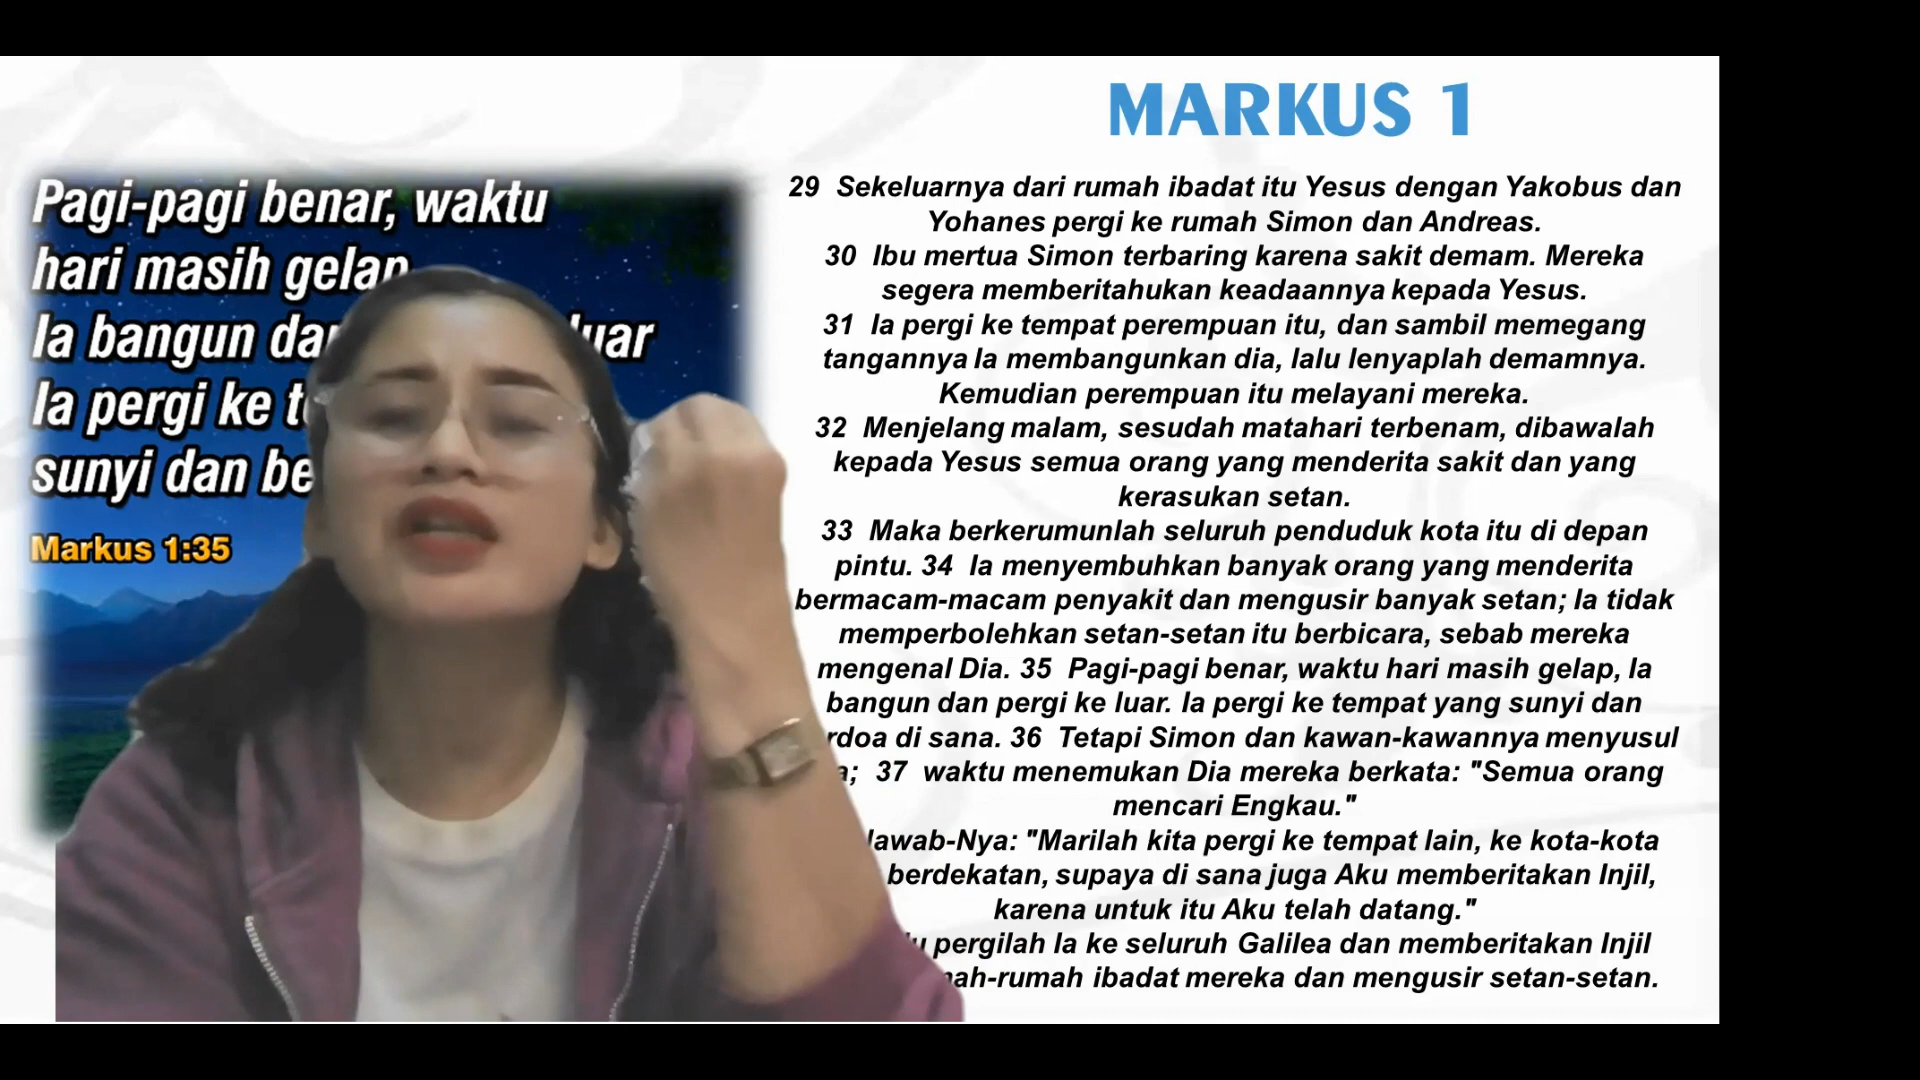 MARKUS 1
Pagi-pagi benar, waktu
hari masih gelap
Ia bangun
Ia pergi ke
sunyi dan
Markus 1:35
29 Sekeluarnya dari rumah ibadat itu Yesus dengan Yakobus dan
Yohanes pergi ke rumah Simon dan Andreas.
30 Ibu mertua Simon terbaring karena sakit demam. Mereka
segera memberitahukan keadaannya kepada Yesus.
31 Ia pergi ke tempat perempuan itu, dan sambil memegang
tangannya Ia membangunkan dia, lalu lenyaplah demamnya.
Kemudian perempuan itu melayani mereka.
32 Menjelang malam, sesudah matahari terbenam, dibawalah
kepada Yesus semua orang yang menderita sakit dan yang
kerasukan setan.
33 Maka berkerumunlah seluruh penduduk kota itu di depan
pintu. 34 Ia menyembuhkan banyak orang yang menderita
bermacam-macam penyakit dan mengusir banyak setan; Ia tidak
memperbolehkan setan-setan itu berbicara, sebab mereka
mengenal Dia. 35 Pagi-pagi benar, waktu hari masih gelap, Ia
bangun dan pergi ke luar. Ia pergi ke tempat yang sunyi dan
di sana. 36 Tetapi Simon dan kawan-kawannya menyusul
37 waktu menemukan Dia mereka berkata: "Semua orang
mencari Engkau."
Jawab-Nya: "Marilah kita pergi ke tempat lain, ke kota-kota
berdekatan, supaya di sana juga Aku memberitakan Injil,
karena untuk itu Aku telah datang."
pergilah Ia ke seluruh Galilea dan memberitakan Injil
ibadat mereka dan mengusir setan-setan.